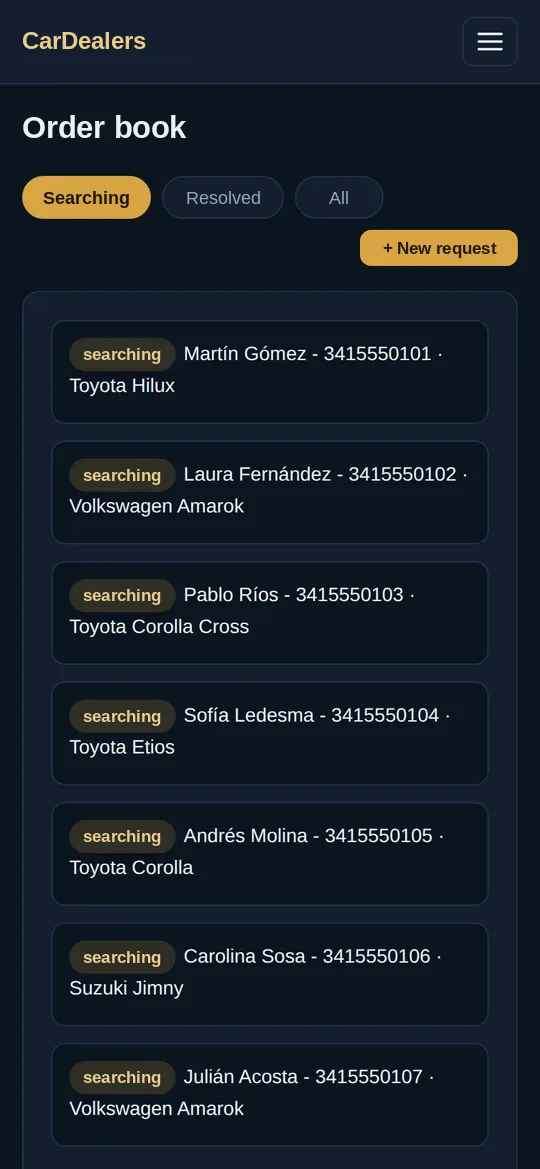 CarDealers
Order book
Searching Resolved All
+ New request
searching Martín Gómez - 3415550101 ·
Toyota Hilux
searching Laura Fernández - 3415550102 ·
Volkswagen Amarok
searching Pablo Ríos - 3415550103 ·
Toyota Corolla Cross
searching Sofía Ledesma - 3415550104 ·
Toyota Etios
searching Andrés Molina - 3415550105 ·
Toyota Corolla
searching Carolina Sosa - 3415550106 ·
Suzuki Jimny
searching Julián Acosta - 3415550107 ·
Volkswagen Amarok